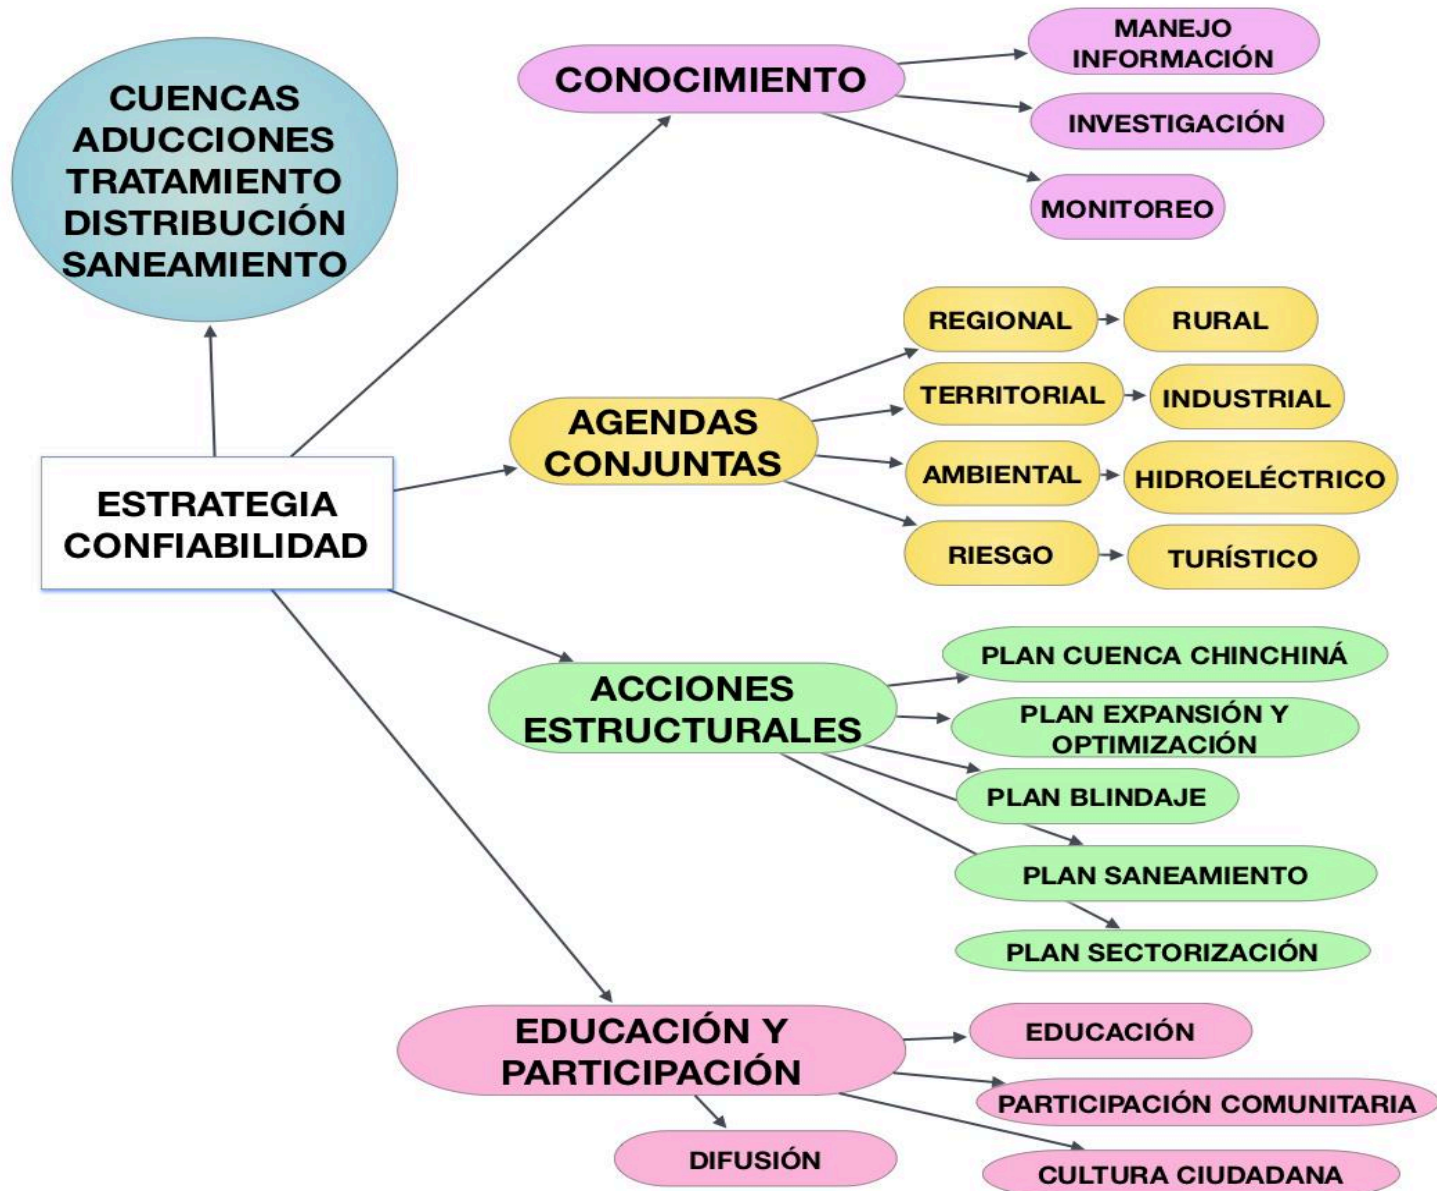 CUENCAS
ADUCCIONES
TRATAMIENTO
DISTRIBUCIÓN
SANEAMIENTO
ESTRATEGIA
CONFIABILIDAD
CONOCIMIENTO
MANEJO
INFORMACIÓN
INVESTIGACIÓN
MONITOREO
AGENDAS
CONJUNTAS
REGIONAL
RURAL
TERRITORIAL
INDUSTRIAL
AMBIENTAL
HIDROELÉCTRICO
RIESGO
TURÍSTICO
ACCIONES
ESTRUCTURALES
PLAN CUENCA CHINCHINÁ
PLAN EXPANSIÓN Y
OPTIMIZACIÓN
PLAN BLINDAJE
PLAN SANEAMIENTO
PLAN SECTORIZACIÓN
EDUCACIÓN Y
PARTICIPACIÓN
EDUCACIÓN
PARTICIPACIÓN COMUNITARIA
CULTURA CIUDADANA
DIFUSIÓN